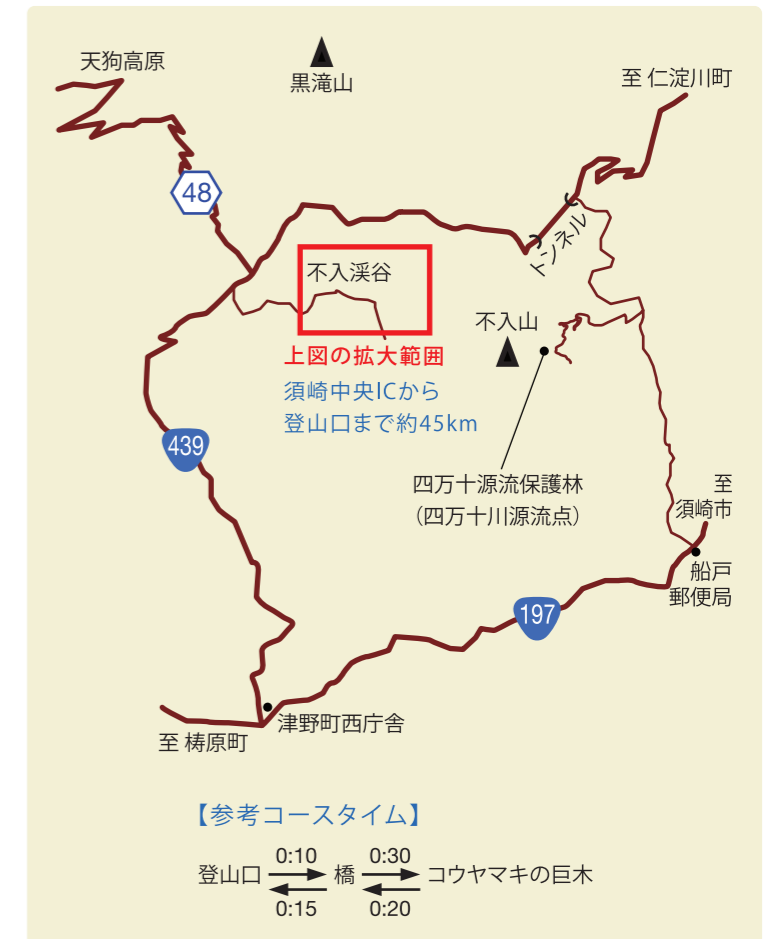 天狗高原
黒滝山
至 仁淀川町
48
トンネル
不入渓谷
不入山
上図の拡大範囲
須崎中央ICから
登山口まで約45km
439
四万十源流保護林
（四万十川源流点）
至
須崎市
船戸
郵便局
197
津野町西庁舎
至 梼原町
【参考コースタイム】
0:10 0:30
登山口 橋 コウヤマキの巨木
0:15 0:20